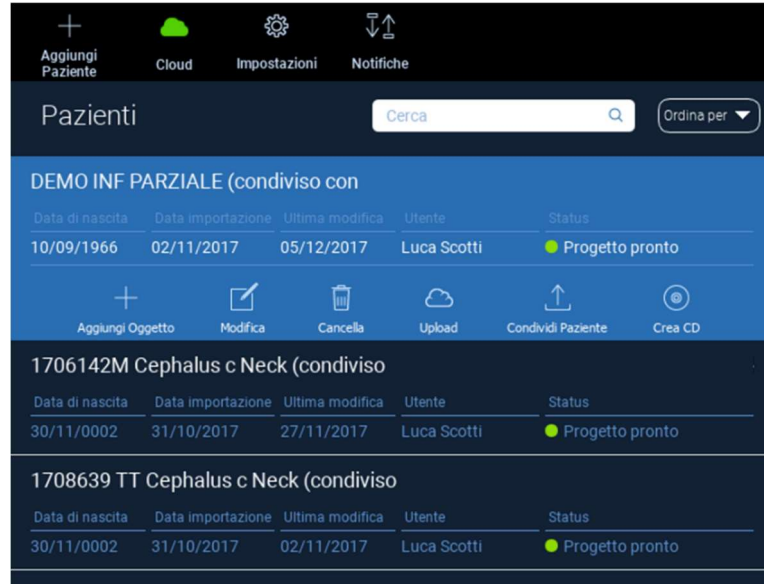 Aggiungi Paziente
Cloud
Impostazioni
Notifiche
Pazienti
Cerca
Ordina per
DEMO INF PARZIALE (condiviso con
Data di nascita Data importazione Ultima modifica Utente Status
10/09/1966 02/11/2017 05/12/2017 Luca Scotti Progetto pronto
Aggiungi Oggetto Modifica Cancella Upload Condividi Paziente Crea CD
1706142M Cephalus c Neck (condiviso
Data di nascita Data importazione Ultima modifica Utente Status
30/11/0002 31/10/2017 27/11/2017 Luca Scotti Progetto pronto
1708639 TT Cephalus c Neck (condiviso
Data di nascita Data importazione Ultima modifica Utente Status
30/11/0002 31/10/2017 02/11/2017 Luca Scotti Progetto pronto